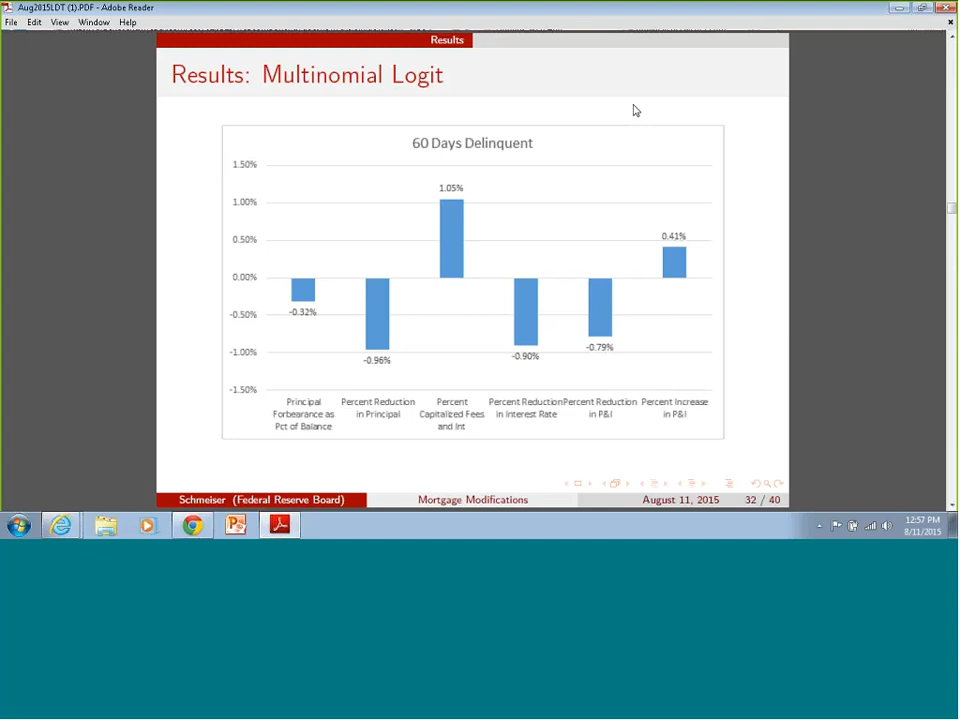 Aug2015LDT (1).PDF - Adobe Reader
File Edit View Window Help
Results
Results: Multinomial Logit
60 Days Delinquent
1.50%
1.00%
0.50%
0.00%
-0.50%
-1.00%
-1.50%
-0.32%
-0.96%
1.05%
-0.90%
-0.79%
0.41%
Principal
Forbearance as
Pct of Balance
Percent Reduction
in Principal
Percent
Capitalized Fees
and Int
Percent Reduction
in Interest Rate
Percent Reduction
in P&I
Percent Increase
in P&I
Schmeiser (Federal Reserve Board) Mortgage Modifications August 11, 2015 32 / 40
12:57 PM
8/11/2015